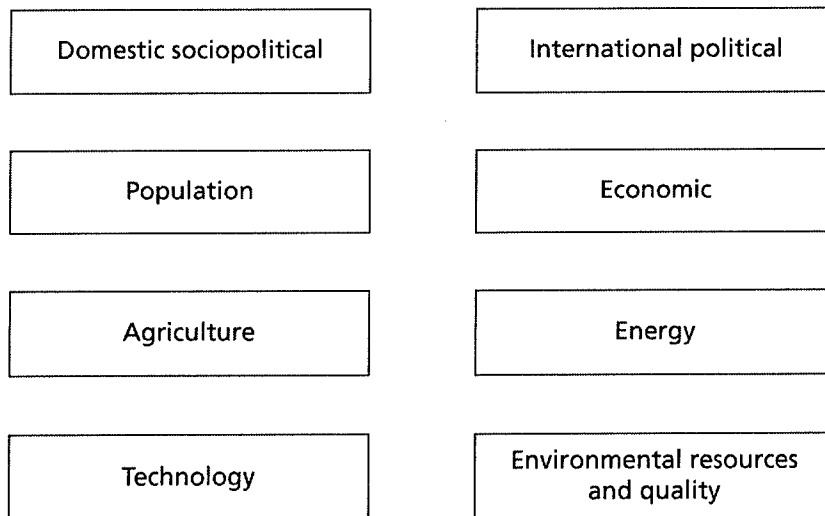 Domestic sociopolitical
International political
Population
Economic
Agriculture
Energy
Technology
Environmental resources
and quality